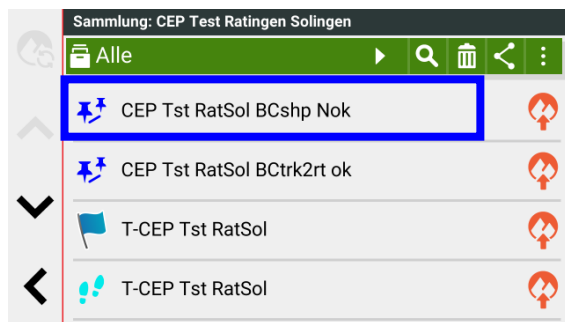 Sammlung: CEP Test Ratingen Solingen
Alle
CEP Tst RatSol BCshp Nok
CEP Tst RatSol BCtrk2rt ok
T-CEP Tst RatSol
T-CEP Tst RatSol